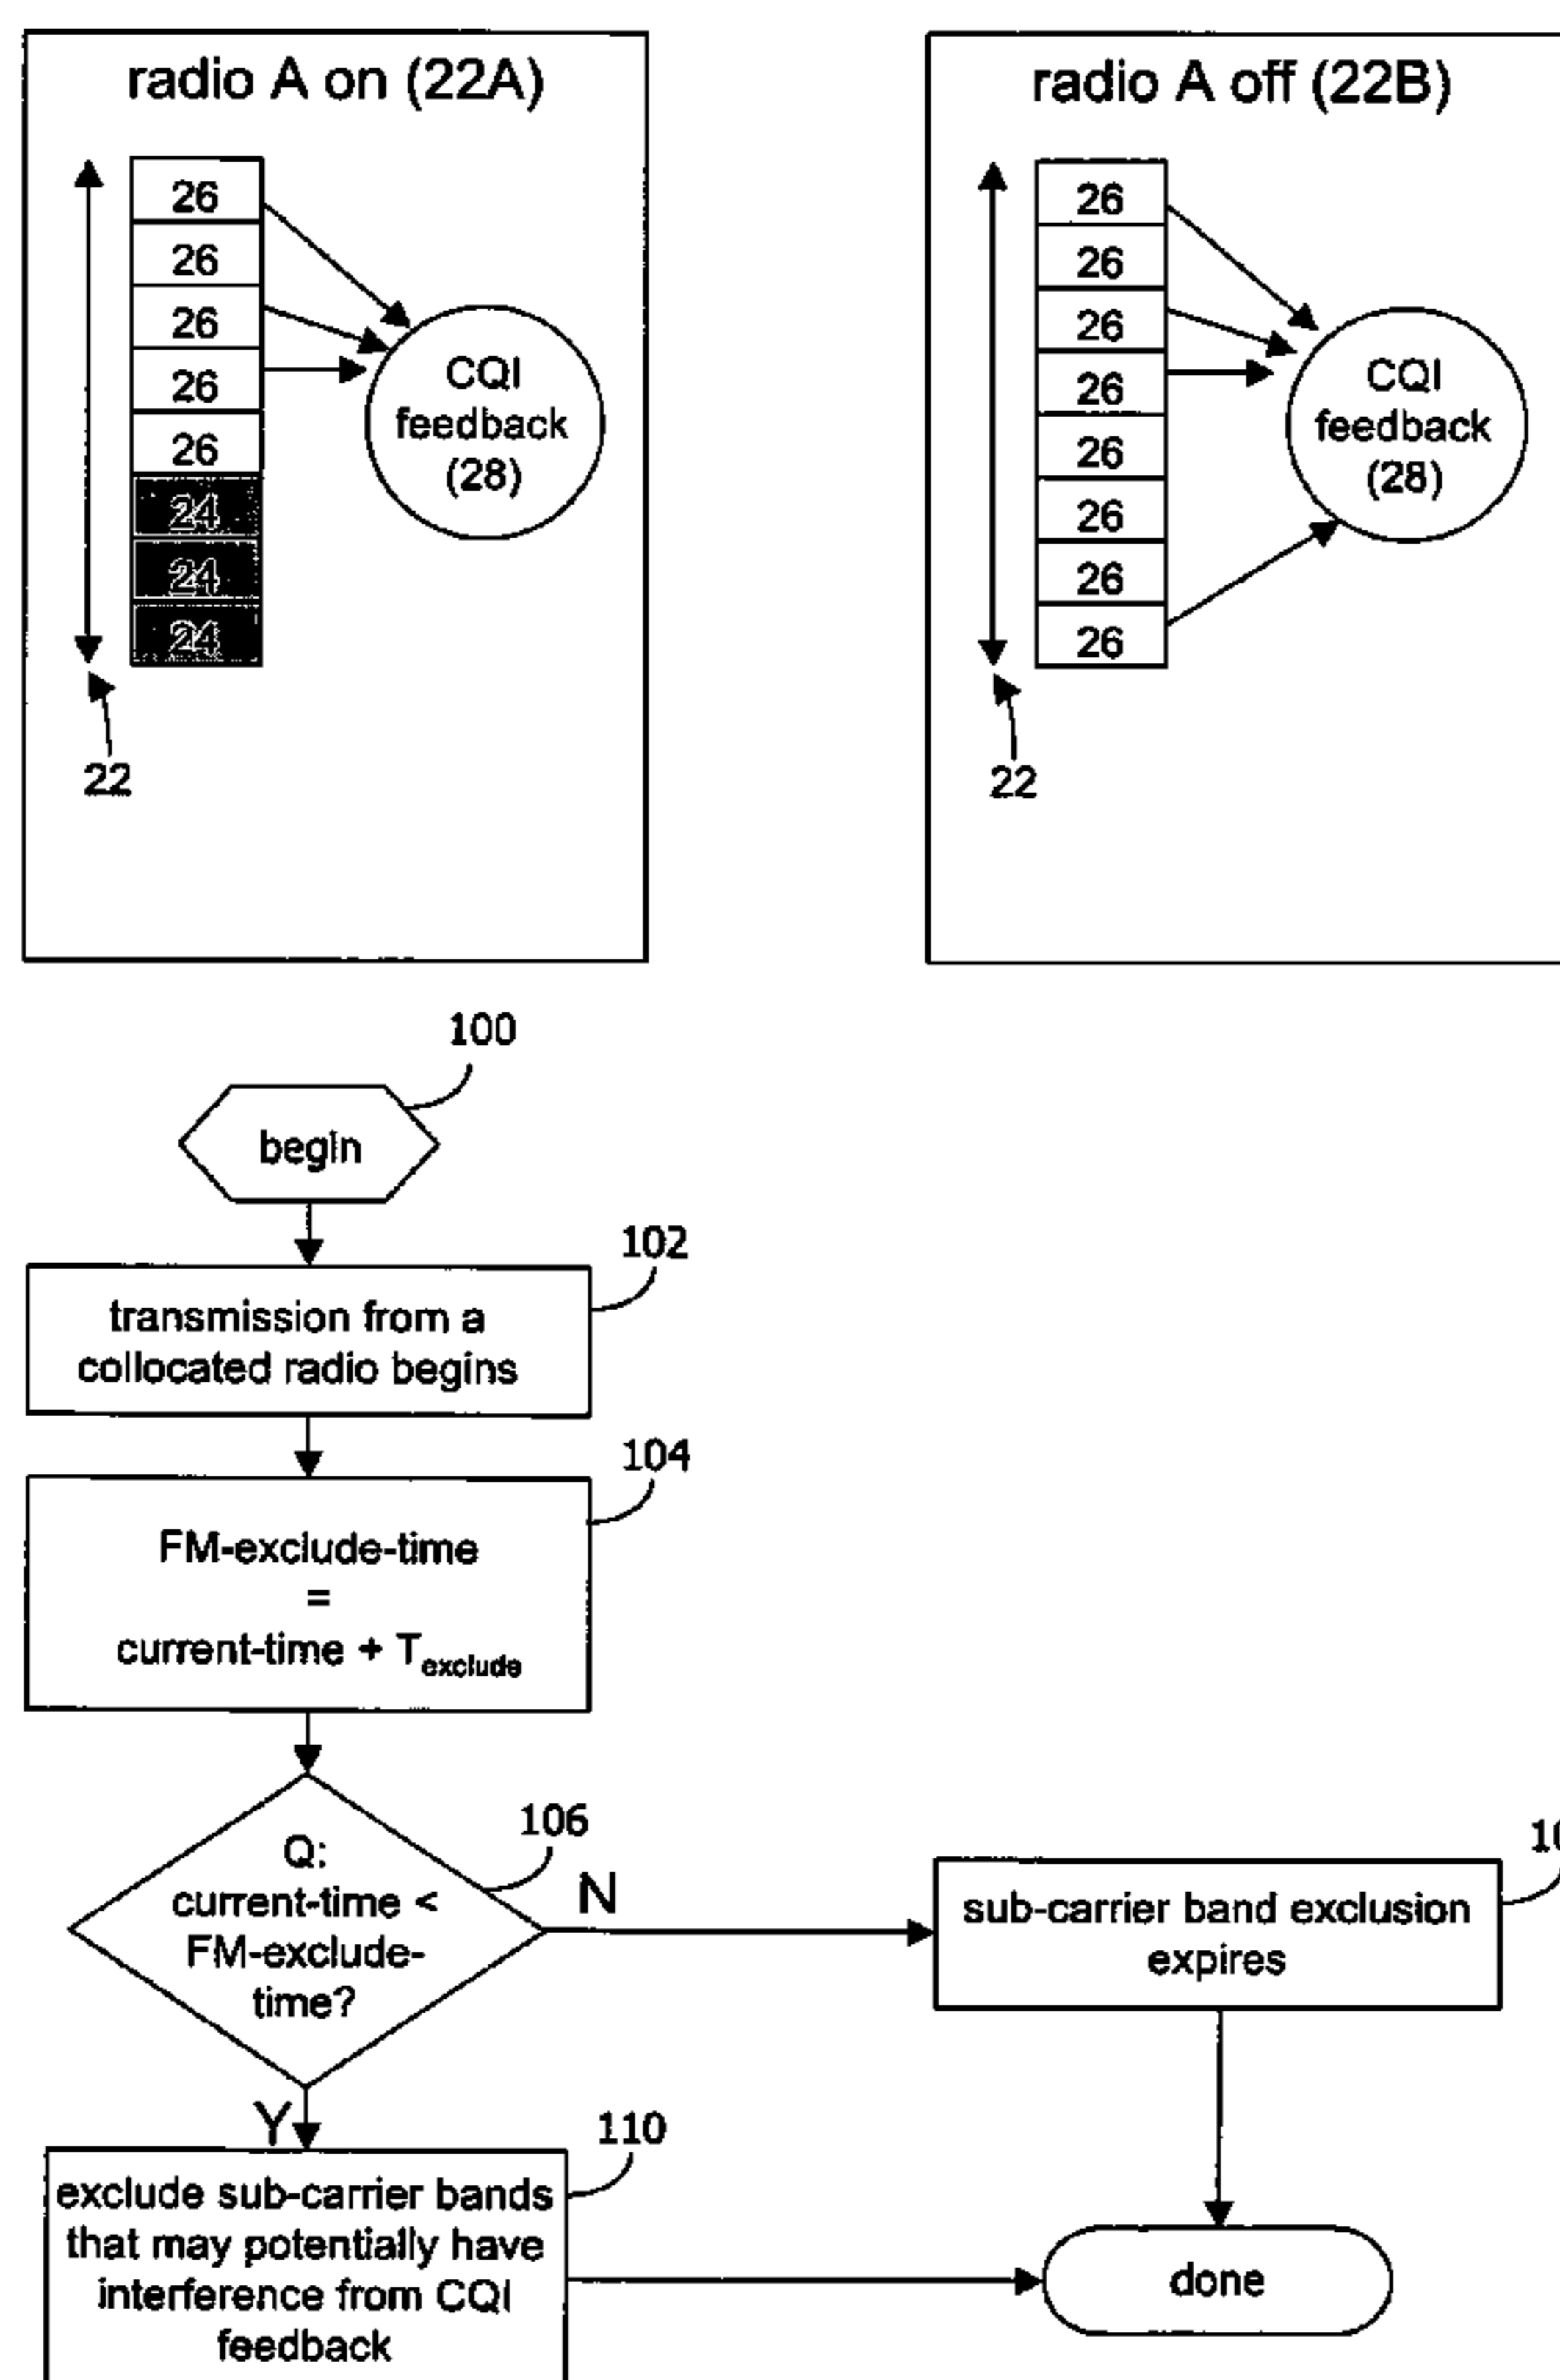 radio A on (22A)
26
26
26
26
26
24
24
24
CQI
feedback
(28)
22
radio A off (22B)
26
26
26
26
26
26
26
26
CQI
feedback
(28)
22
100
begin
102
transmission from a
collocated radio begins
104
FM-exclude-time
=
current-time + Texclude
106
Q:
current-time <
FM-exclude-
time?
N
sub-carrier band exclusion
expires
Y
110
exclude sub-carrier bands
that may potentially have
interference from CQI
feedback
done